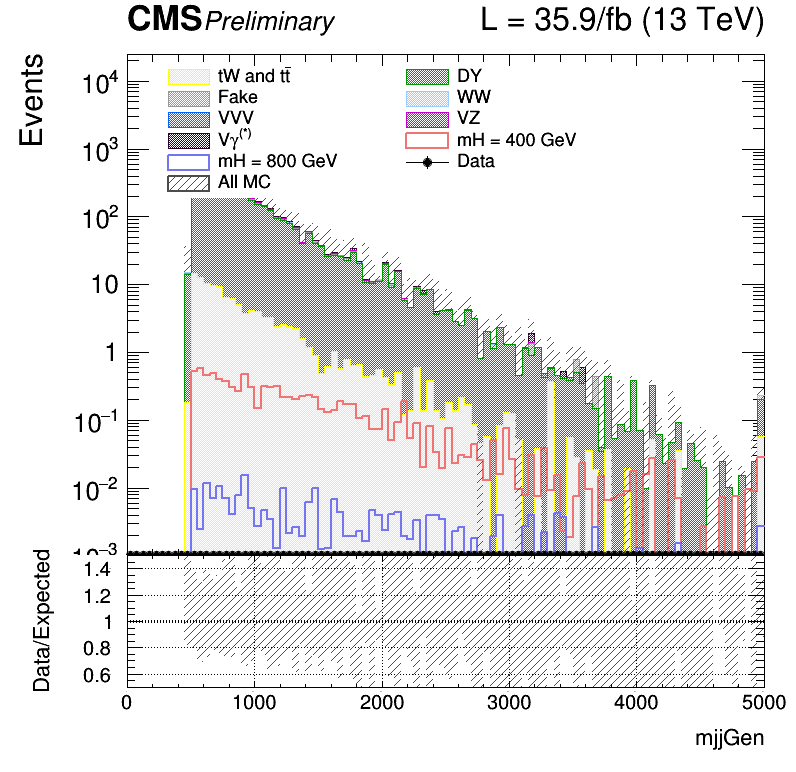 CMS Preliminary L = 35.9/fb (13 TeV)
Events
tW and tt̄ DY
Fake WW
VVV VZ
Vγ(*) mH = 400 GeV
mH = 800 GeV Data
All MC
10⁴
10³
10²
10
1
10⁻¹
10⁻²
10⁻³
Data/Expected
1.4
1.2
1
0.8
0.6
0 1000 2000 3000 4000 5000
mjjGen